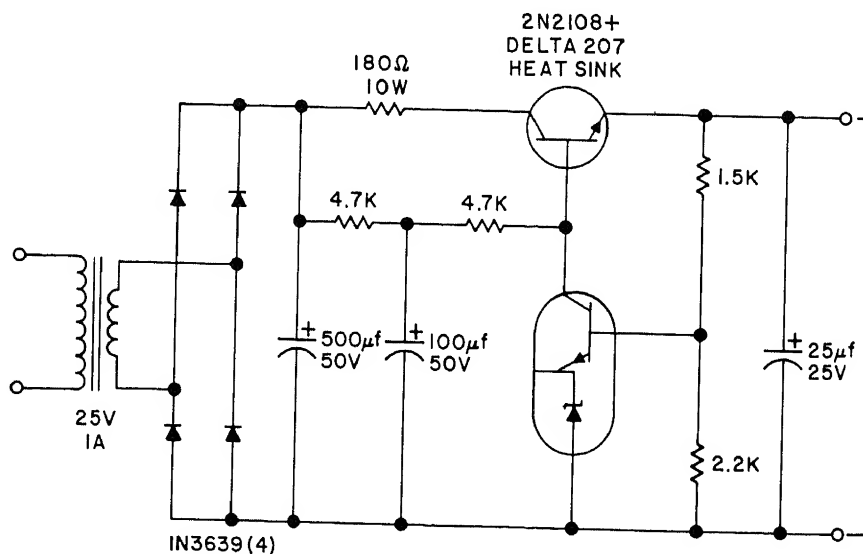 2N2108+
DELTA 207
HEAT SINK
180Ω
10W
1.5K
4.7K
4.7K
+
500μf
50V
+
100μf
50V
+
25μf
25V
25V
1A
2.2K
IN3639(4)